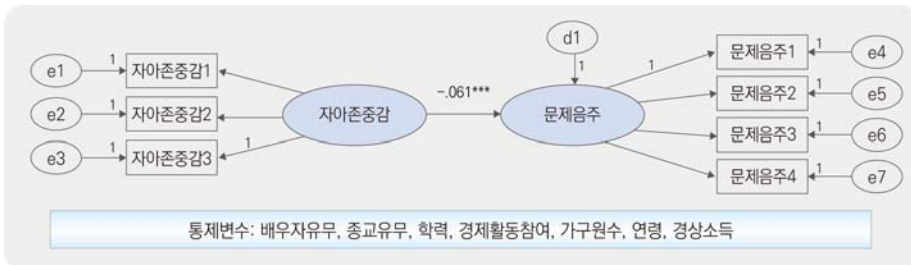 d1
e1 1 자아존중감1
e2 1 자아존중감2
e3 1 자아존중감3
1
자아존중감
-.061***
1
문제음주
1
문제음주1 1 e4
문제음주2 1 e5
문제음주3 1 e6
문제음주4 1 e7
통제변수: 배우자유무, 종교유무, 학력, 경제활동참여, 가구원수, 연령, 경상소득